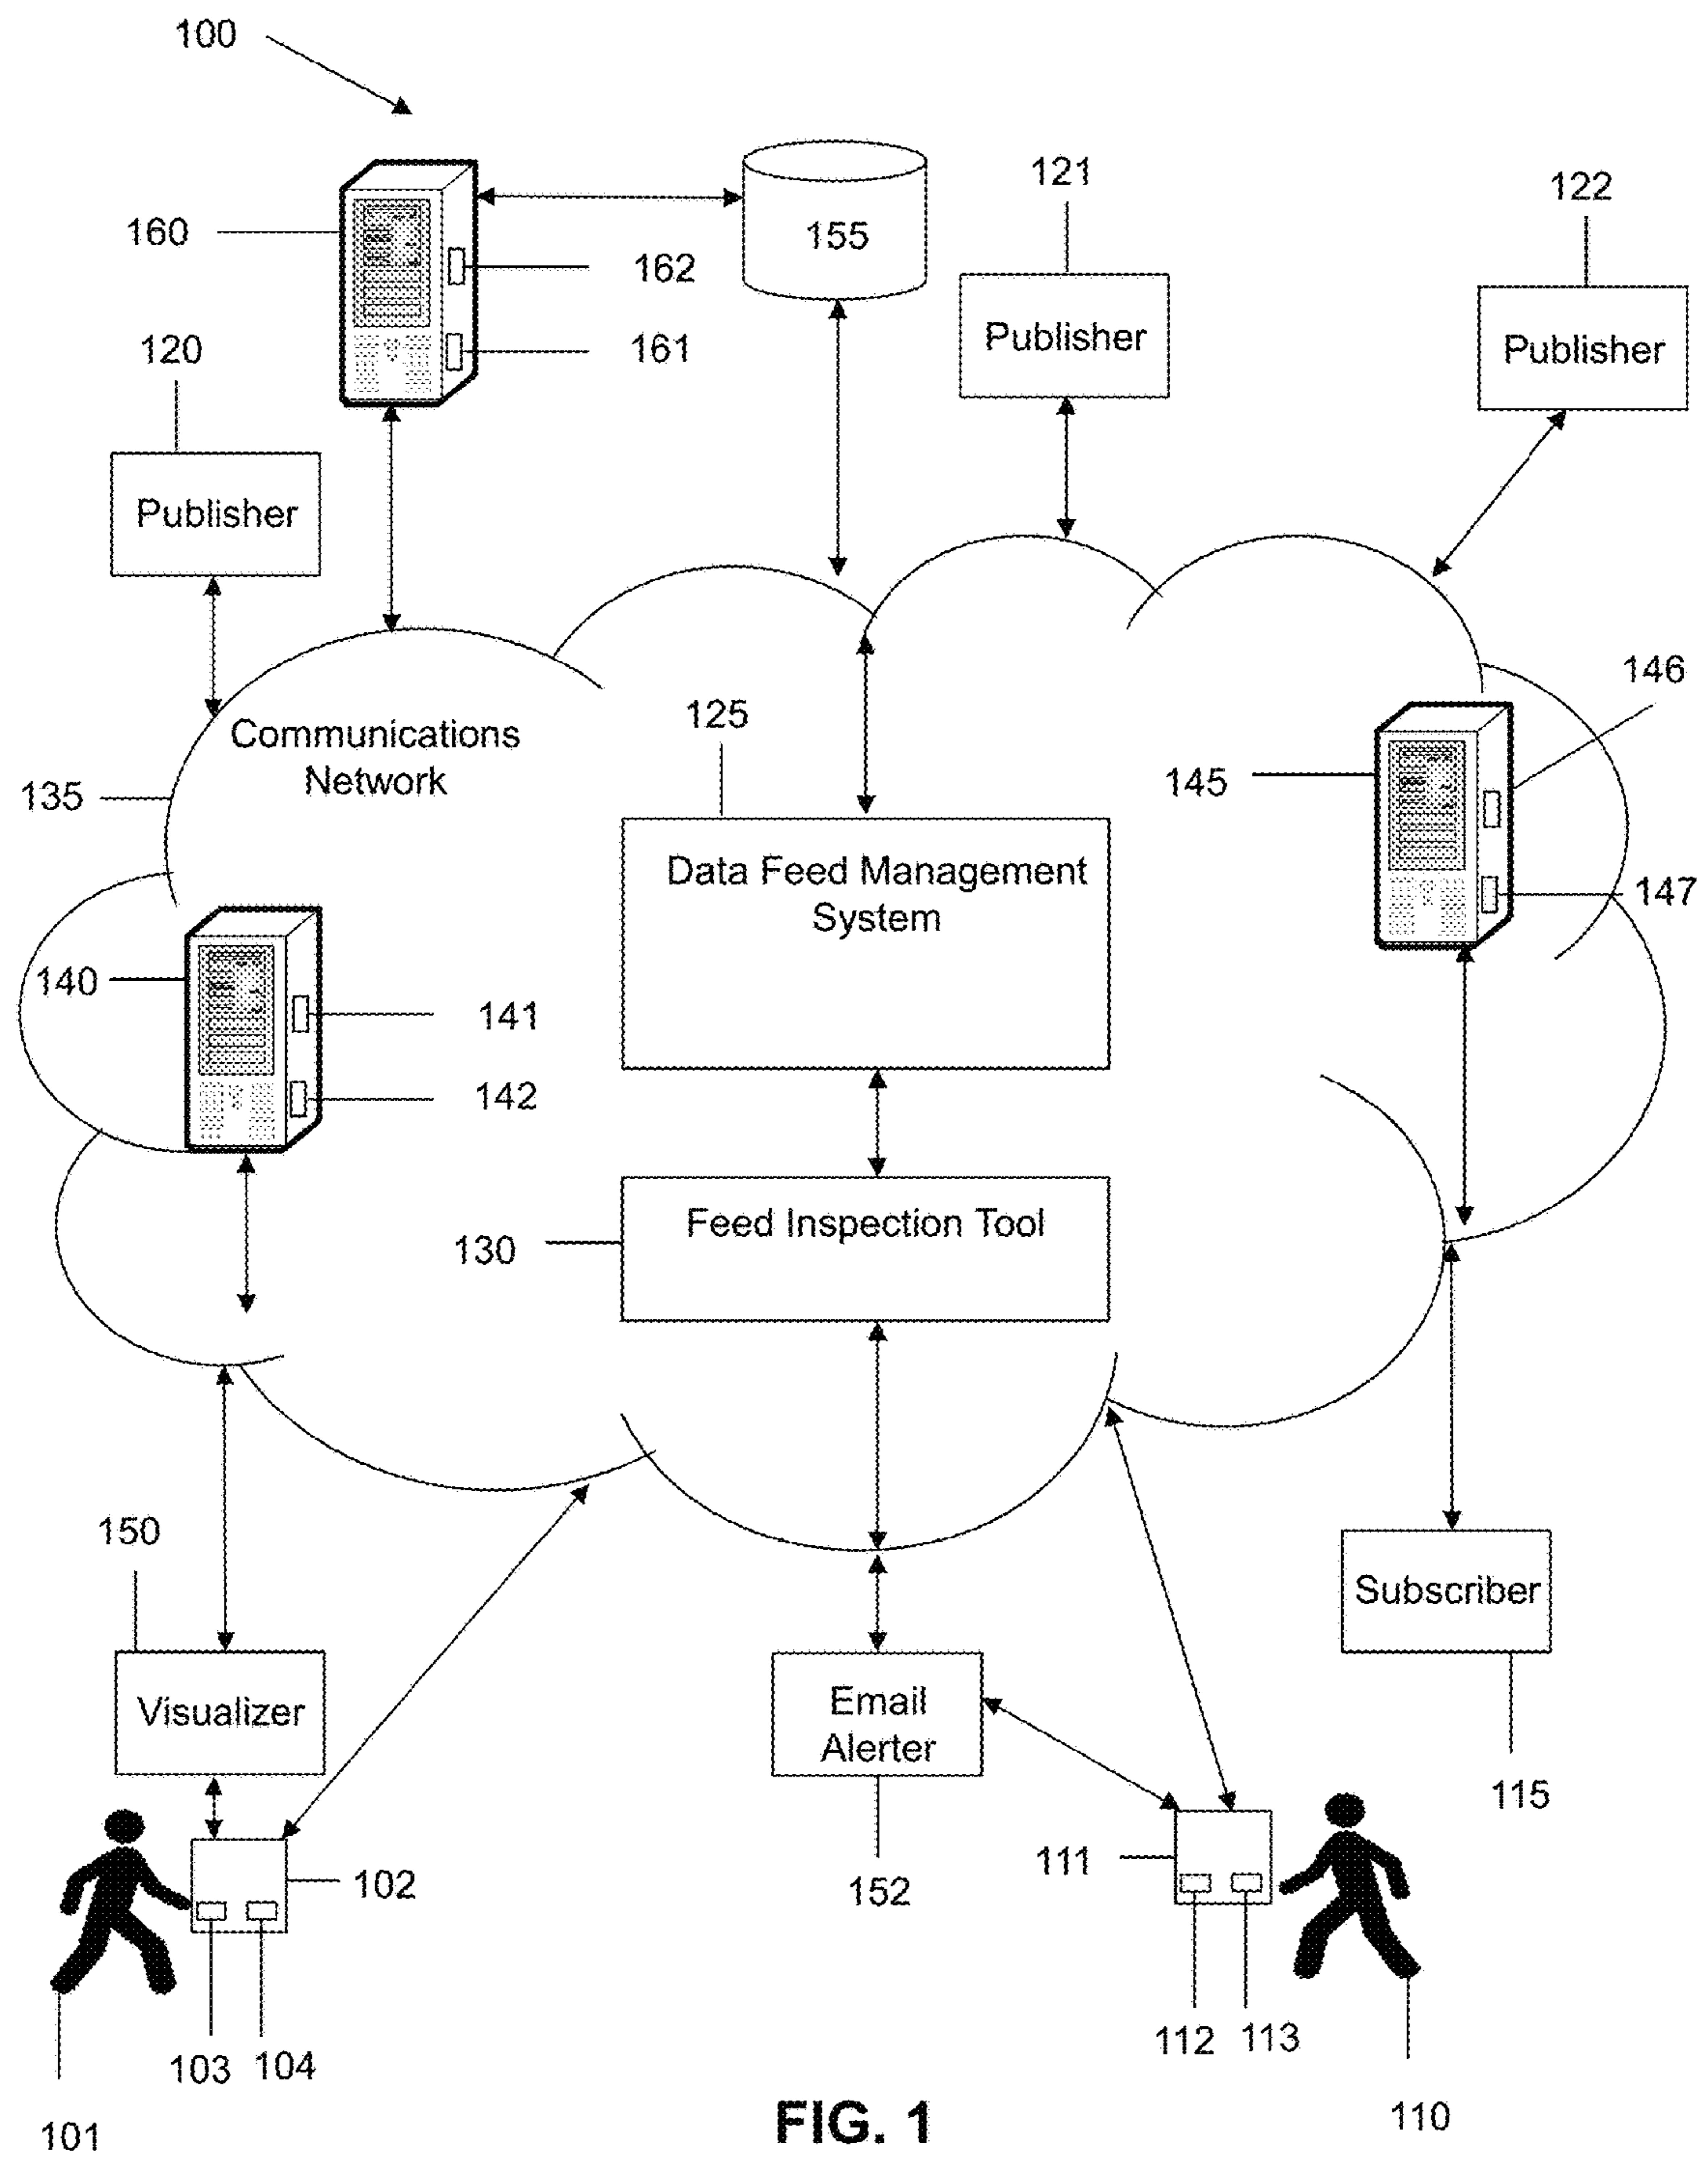 100
121
122
160
155
162
161
Publisher
Publisher
120
Publisher
146
125
Communications
Network
135
145
Data Feed Management
System
147
140
141
142
Feed Inspection Tool
130
150
Subscriber
Visualizer
Email
Alerter
115
111
102
152
112
113
103
104
110
101
FIG. 1